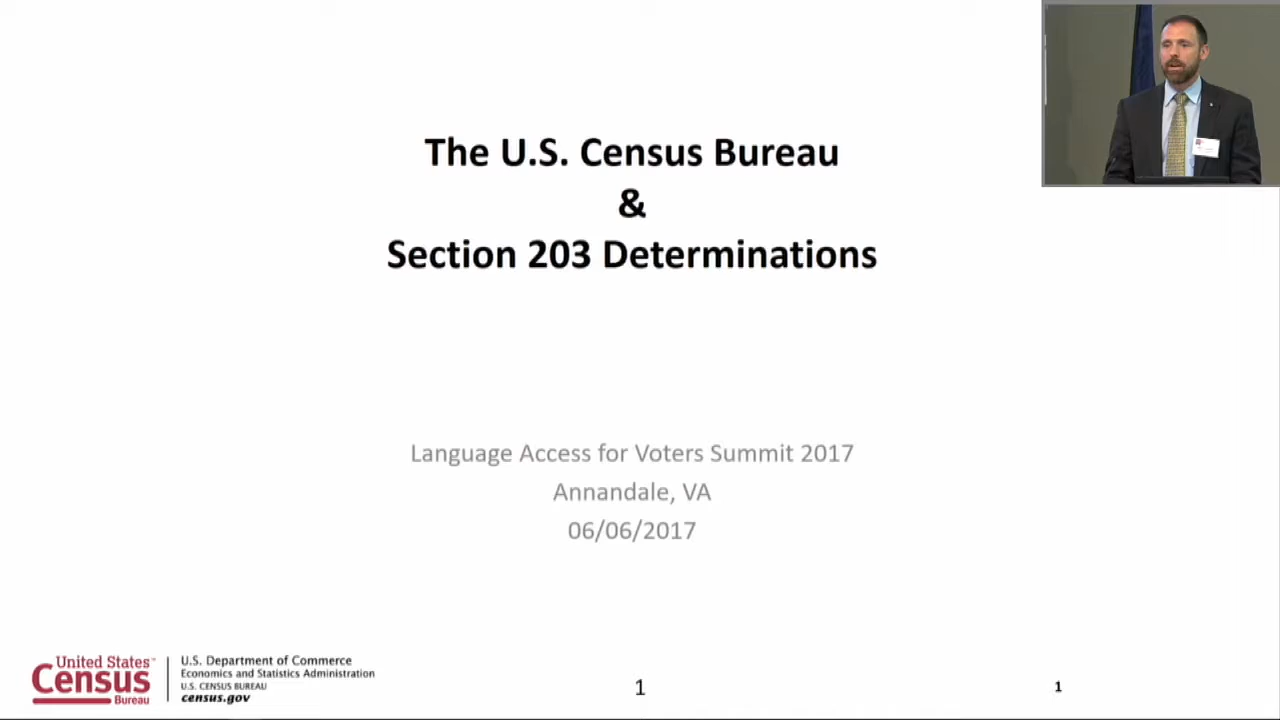 The U.S. Census Bureau
&
Section 203 Determinations
Language Access for Voters Summit 2017
Annandale, VA
06/06/2017
United States™
Census
Bureau
U.S. Department of Commerce
Economics and Statistics Administration
U.S. CENSUS BUREAU
census.gov
1
1